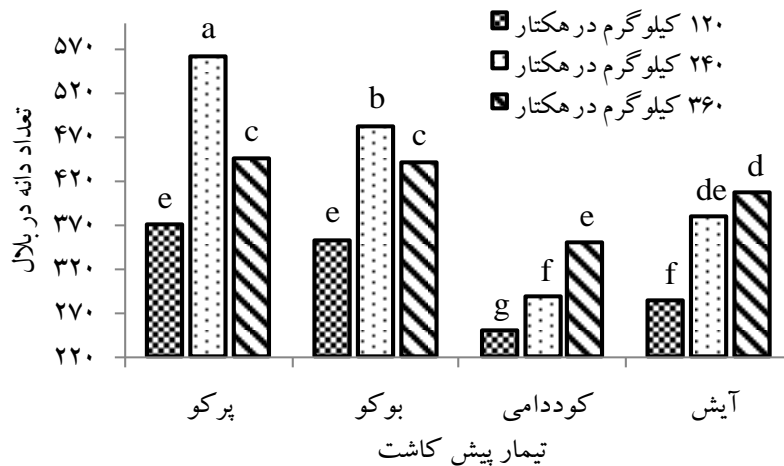 ۱۲۰ کیلوگرم در هکتار
۲۴۰ کیلوگرم در هکتار
۳۶۰ کیلوگرم در هکتار
تعداد دانه در بلال
۵۷۰
۵۲۰
۴۷۰
۴۲۰
۳۷۰
۳۲۰
۲۷۰
۲۲۰
e a c
e b c
g f e
f de d
پرکو
بوکو
کوددامی
آیش
تیمار پیش کاشت